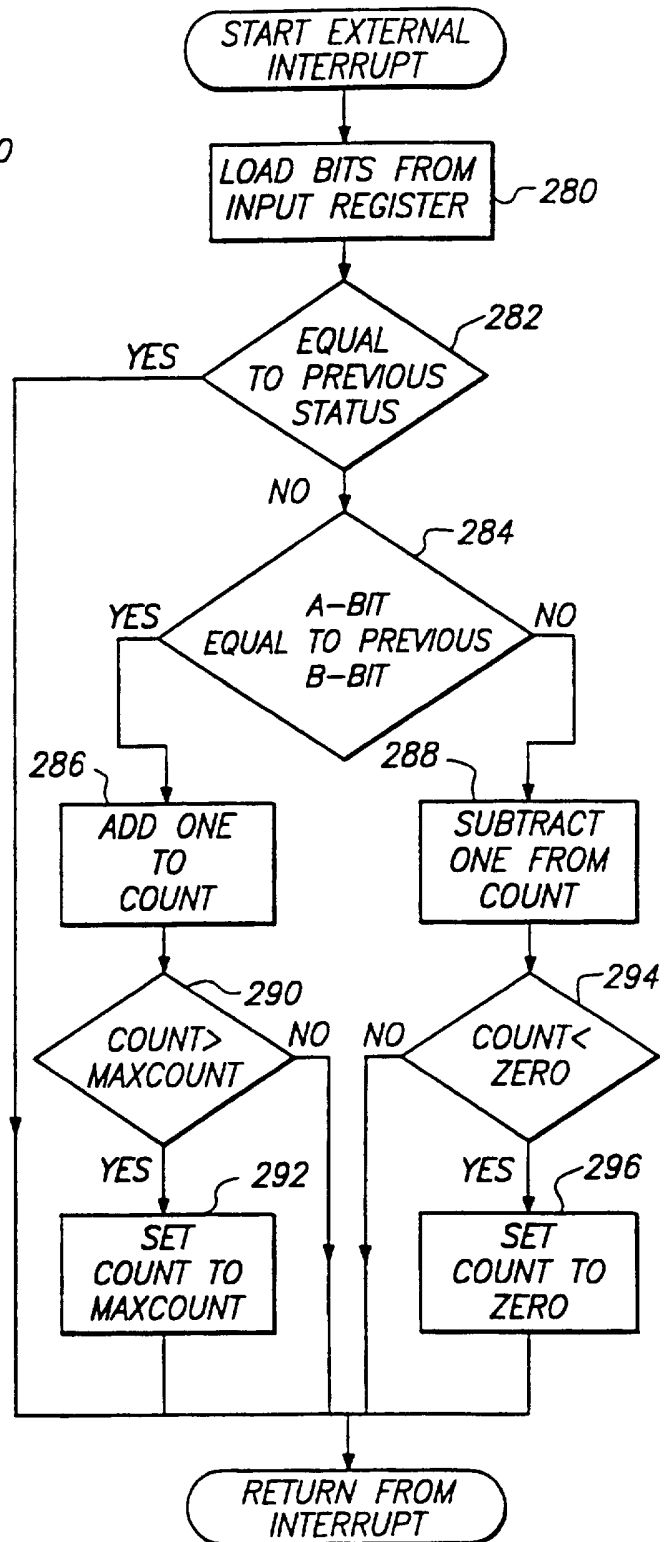 START EXTERNAL
INTERRUPT
0
LOAD BITS FROM
INPUT REGISTER
280
282
YES
EQUAL
TO PREVIOUS
STATUS
NO
284
YES
A-BIT
EQUAL TO PREVIOUS
B-BIT
NO
286
288
ADD ONE
TO
COUNT
SUBTRACT
ONE FROM
COUNT
290
294
COUNT>
MAXCOUNT
NO
NO
COUNT<
ZERO
YES
292
YES
296
SET
COUNT TO
MAXCOUNT
SET
COUNT TO
ZERO
RETURN FROM
INTERRUPT